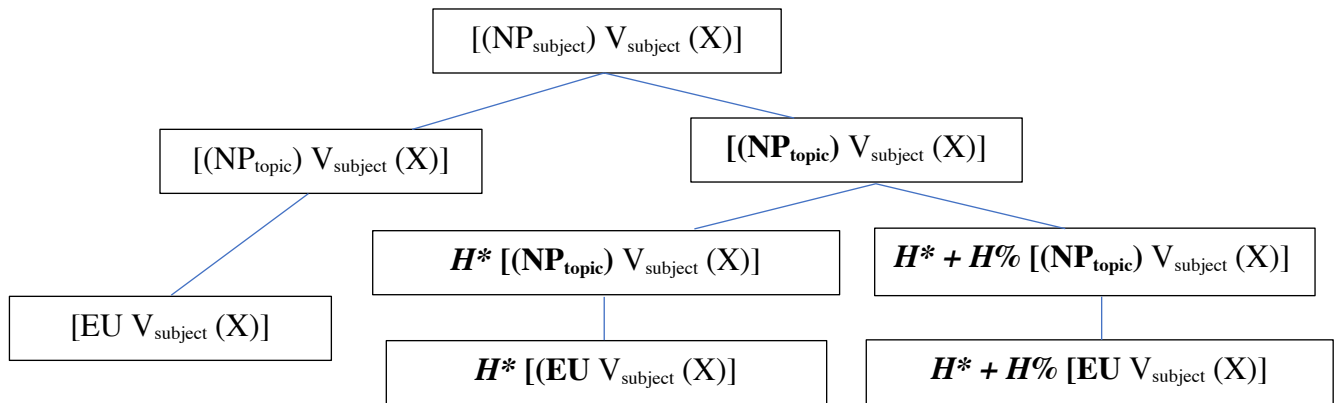 [(NPsubject) Vsubject (X)]
[(NPtopic) Vsubject (X)]
[(NPtopic) Vsubject (X)]
H* [(NPtopic) Vsubject (X)]
H* + H% [(NPtopic) Vsubject (X)]
[EU Vsubject (X)]
H* [(EU Vsubject (X)]
H* + H% [EU Vsubject (X)]